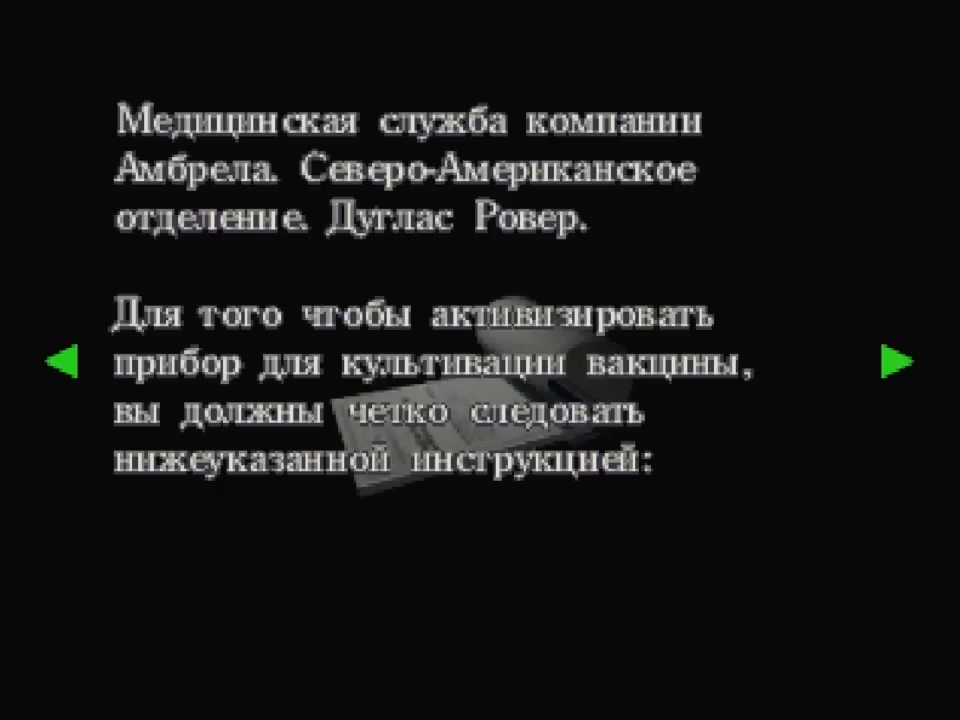 Медицинская служба компании
Амбрела. Северо-Американское
отделение. Дуглас Ровер.
Для того чтобы активизировать
прибор для культивации вакцины,
вы должны четко следовать
нижеуказанной инструкцией: